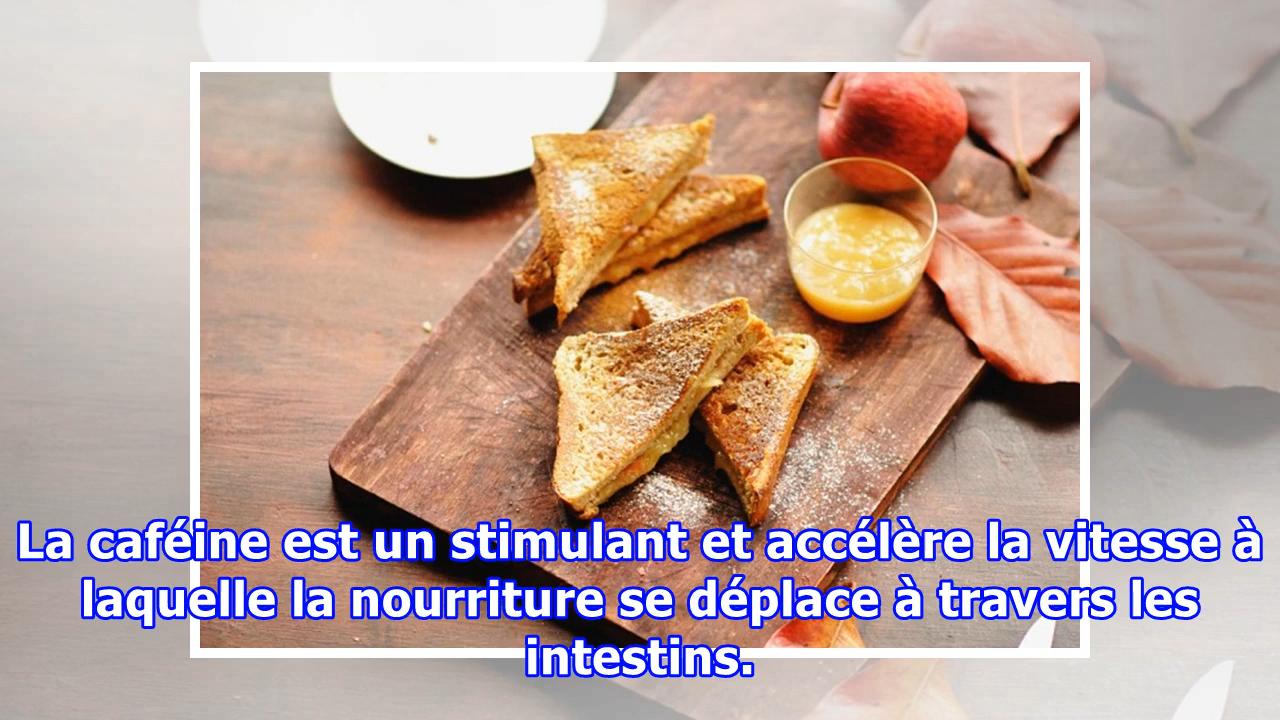 La caféine est un stimulant et accélère la vitesse à
laquelle la nourriture se déplace à travers les
intestins.